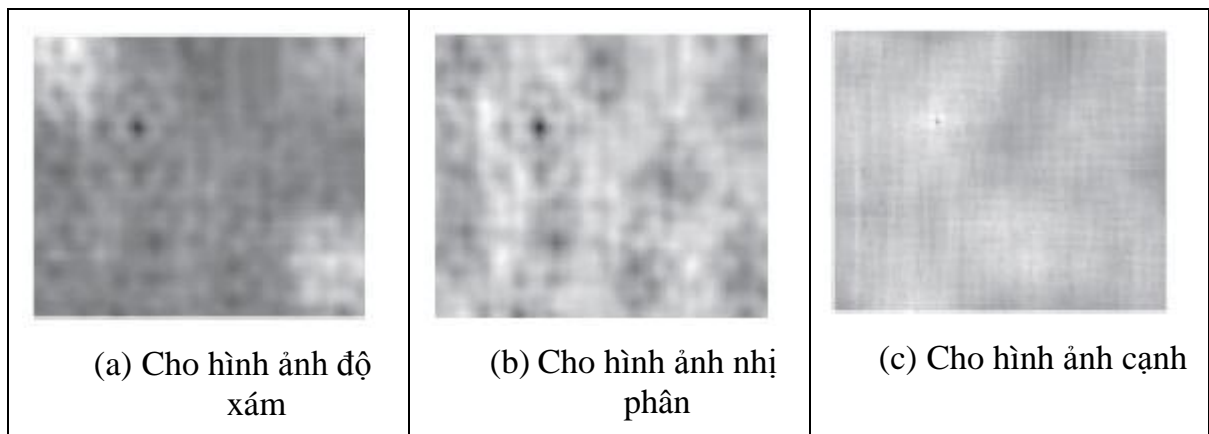 (a) Cho hình ảnh độ
xám
(b) Cho hình ảnh nhị
phân
(c) Cho hình ảnh cạnh